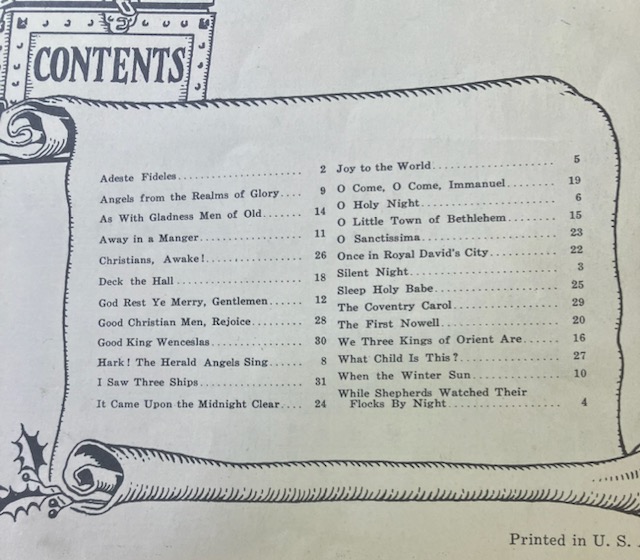 CONTENTS
Adeste Fideles 2
Angels from the Realms of Glory 9
As With Gladness Men of Old 14
Away in a Manger 11
Christians, Awake! 26
Deck the Hall 18
God Rest Ye Merry, Gentlemen 12
Good Christian Men, Rejoice 28
Good King Wenceslas 30
Hark! The Herald Angels Sing 8
I Saw Three Ships 31
It Came Upon the Midnight Clear 24
Joy to the World 5
O Come, O Come, Immanuel 19
O Holy Night 6
O Little Town of Bethlehem 15
O Sanctissima 23
Once in Royal David's City 22
Silent Night 3
Sleep Holy Babe 25
The Coventry Carol 29
The First Nowell 20
We Three Kings of Orient Are 16
What Child Is This? 27
When the Winter Sun 10
While Shepherds Watched Their
Flocks By Night 4
Printed in U. S.